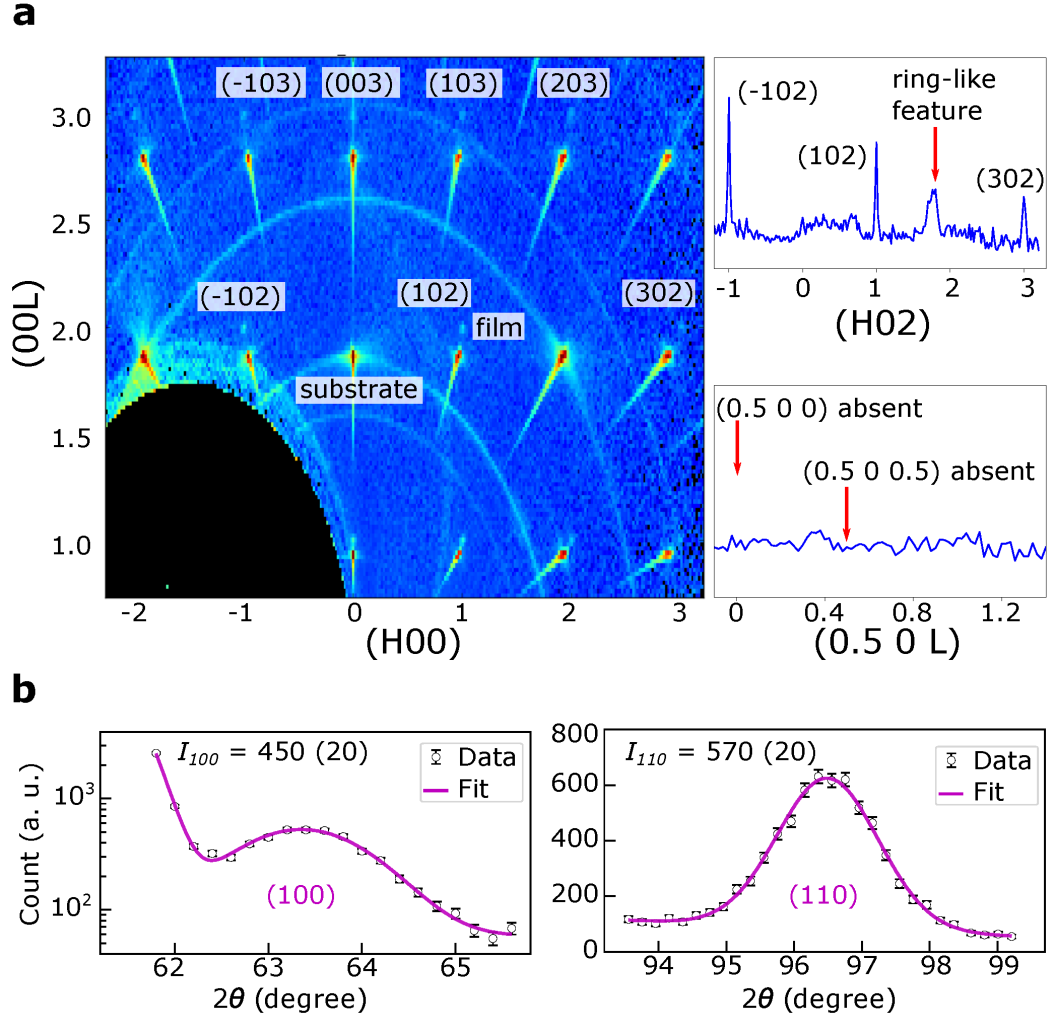 a
(-103) (003) (103) (203)
(-102) (102) (302)
film
substrate
3.0
2.5
2.0
1.5
1.0
(00L)
-2 -1 0 1 2 3
(H00)
(-102)
ring-like
feature
(102)
(302)
-1 0 1 2 3
(H02)
(0.5 0 0) absent
(0.5 0 0.5) absent
0 0.4 0.8 1.2
(0.5 0 L)
b
I100 = 450 (20)
Data
Fit
(100)
10³
10²
Count (a. u.)
62 63 64 65
2θ (degree)
I110 = 570 (20)
Data
Fit
(110)
800
600
400
200
0
94 95 96 97 98 99
2θ (degree)